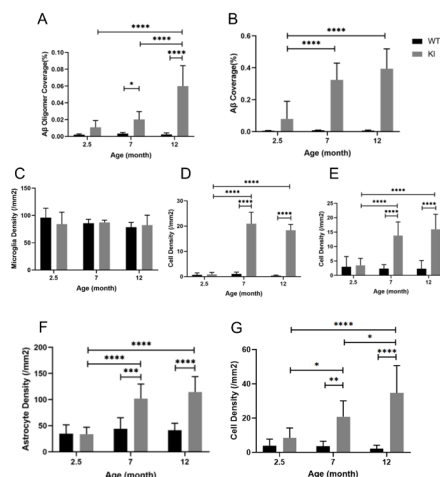 A
****
****
****
*
Aβ Oligomer Coverage(%)
0.10
0.08
0.06
0.04
0.02
0.00
2.5 7 12
Age (month)
B
****
****
Aβ Coverage(%)
0.6
0.4
0.2
0.0
2.5 7 12
Age (month)
WT
KI
C
Microglia Density (/mm2)
150
100
50
0
2.5 7 12
Age (month)
D
****
****
**** ****
Cell Density (/mm2)
30
20
10
0
2.5 7 12
Age (month)
E
****
****
**** ****
Cell Density (/mm2)
25
20
15
10
5
0
2.5 7 12
Age (month)
F
****
****
*** ****
Astrocyte Density (/mm2)
200
150
100
50
0
2.5 7 12
Age (month)
G
****
* *
** ****
Cell Density (/mm2)
60
40
20
0
2.5 7 12
Age (month)